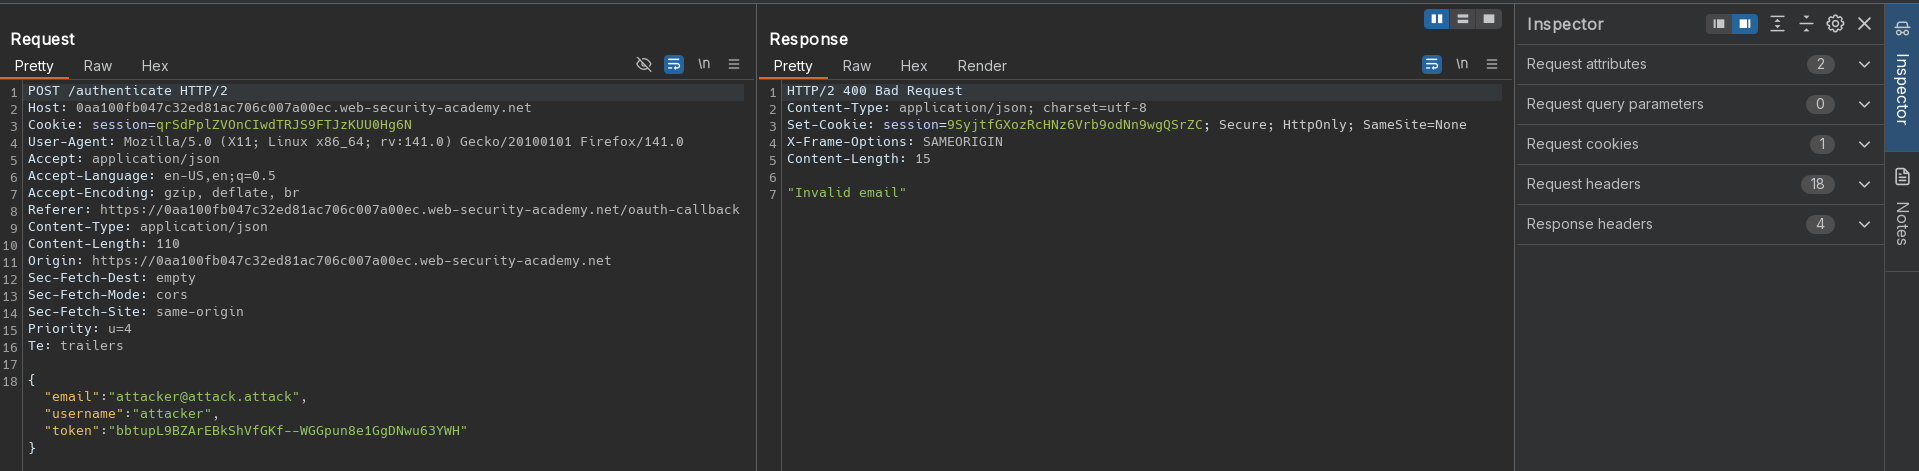 Request
Pretty Raw Hex \n
1 POST /authenticate HTTP/2
2 Host: 0aa100fb047c32ed81ac706c007a00ec.web-security-academy.net
3 Cookie: session=qrSdPplZVOnCIwdTRJS9FTJzKUU0Hg6N
4 User-Agent: Mozilla/5.0 (X11; Linux x86_64; rv:141.0) Gecko/20100101 Firefox/141.0
5 Accept: application/json
6 Accept-Language: en-US,en;q=0.5
7 Accept-Encoding: gzip, deflate, br
8 Referer: https://0aa100fb047c32ed81ac706c007a00ec.web-security-academy.net/oauth-callback
9 Content-Type: application/json
10 Content-Length: 110
11 Origin: https://0aa100fb047c32ed81ac706c007a00ec.web-security-academy.net
12 Sec-Fetch-Dest: empty
13 Sec-Fetch-Mode: cors
14 Sec-Fetch-Site: same-origin
15 Priority: u=4
16 Te: trailers
17
18 {
"email":"attacker@attack.attack",
"username":"attacker",
"token":"bbtupL9BZArEBkShVfGKf--WGGpun8e1GgDNwu63YWH"
}
Response
Pretty Raw Hex Render \n
1 HTTP/2 400 Bad Request
2 Content-Type: application/json; charset=utf-8
3 Set-Cookie: session=9SyjtfGXozRcHNz6Vrb9odNn9wgQSrZC; Secure; HttpOnly; SameSite=None
4 X-Frame-Options: SAMEORIGIN
5 Content-Length: 15
6
7 "Invalid email"
Inspector
Request attributes 2
Request query parameters 0
Request cookies 1
Request headers 18
Response headers 4
Inspector
Notes